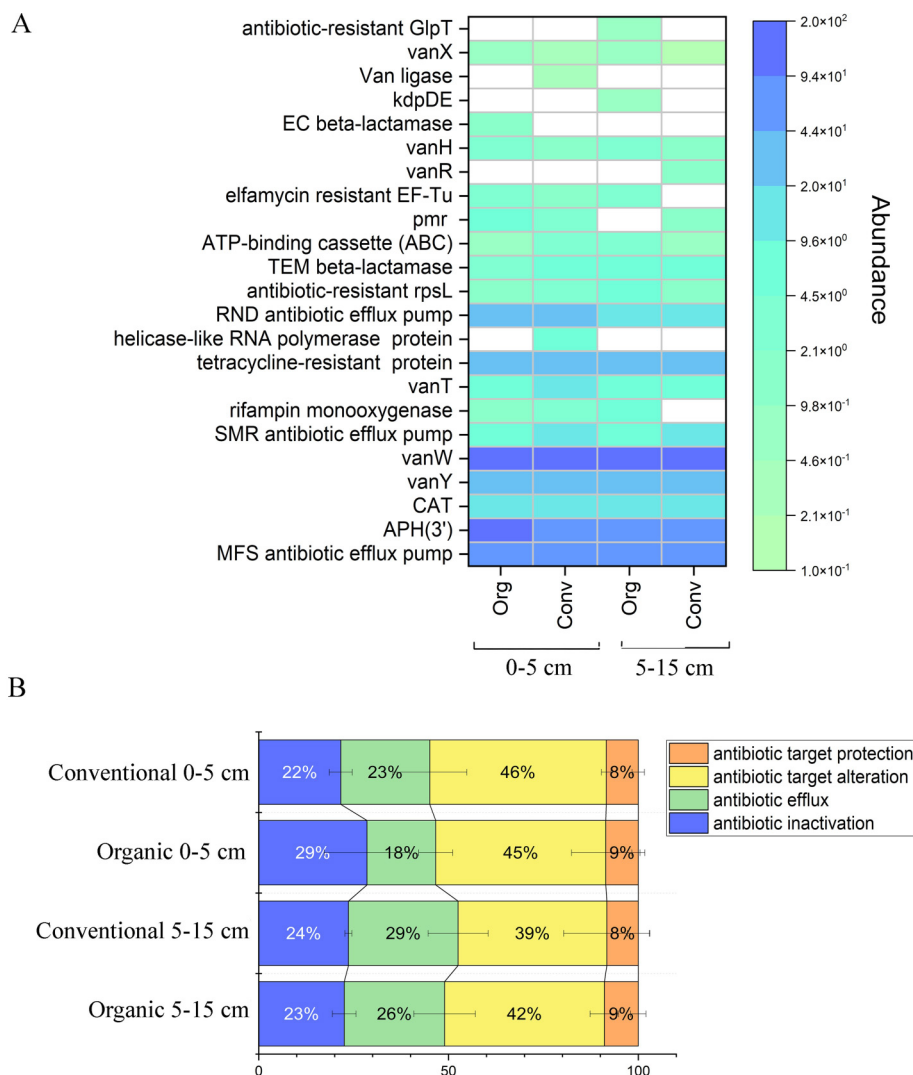 A
antibiotic-resistant GlpT
vanX
Van ligase
kdpDE
EC beta-lactamase
vanH
vanR
elfamycin resistant EF-Tu
pmr
ATP-binding cassette (ABC)
TEM beta-lactamase
antibiotic-resistant rpsL
RND antibiotic efflux pump
helicase-like RNA polymerase protein
tetracycline-resistant protein
vanT
rifampin monooxygenase
SMR antibiotic efflux pump
vanW
vanY
CAT
APH(3')
MFS antibiotic efflux pump
Org
Conv
Org
Conv
0-5 cm
5-15 cm
2.0×10²
9.4×10¹
4.4×10¹
2.0×10¹
9.6×10⁰
4.5×10⁰
2.1×10⁰
9.8×10⁻¹
4.6×10⁻¹
2.1×10⁻¹
1.0×10⁻¹
Abundance
B
Conventional 0-5 cm
22% 23% 46% 8%
Organic 0-5 cm
29% 18% 45% 9%
Conventional 5-15 cm
24% 29% 39% 8%
Organic 5-15 cm
23% 26% 42% 9%
0 50 100
antibiotic target protection
antibiotic target alteration
antibiotic efflux
antibiotic inactivation